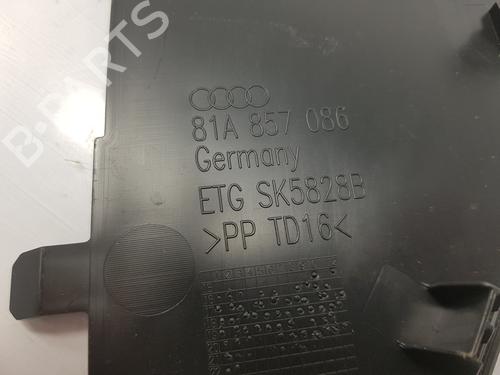 B-PARTS
81A 857 086
Germany
ETG SK5828B
>PP TD16<